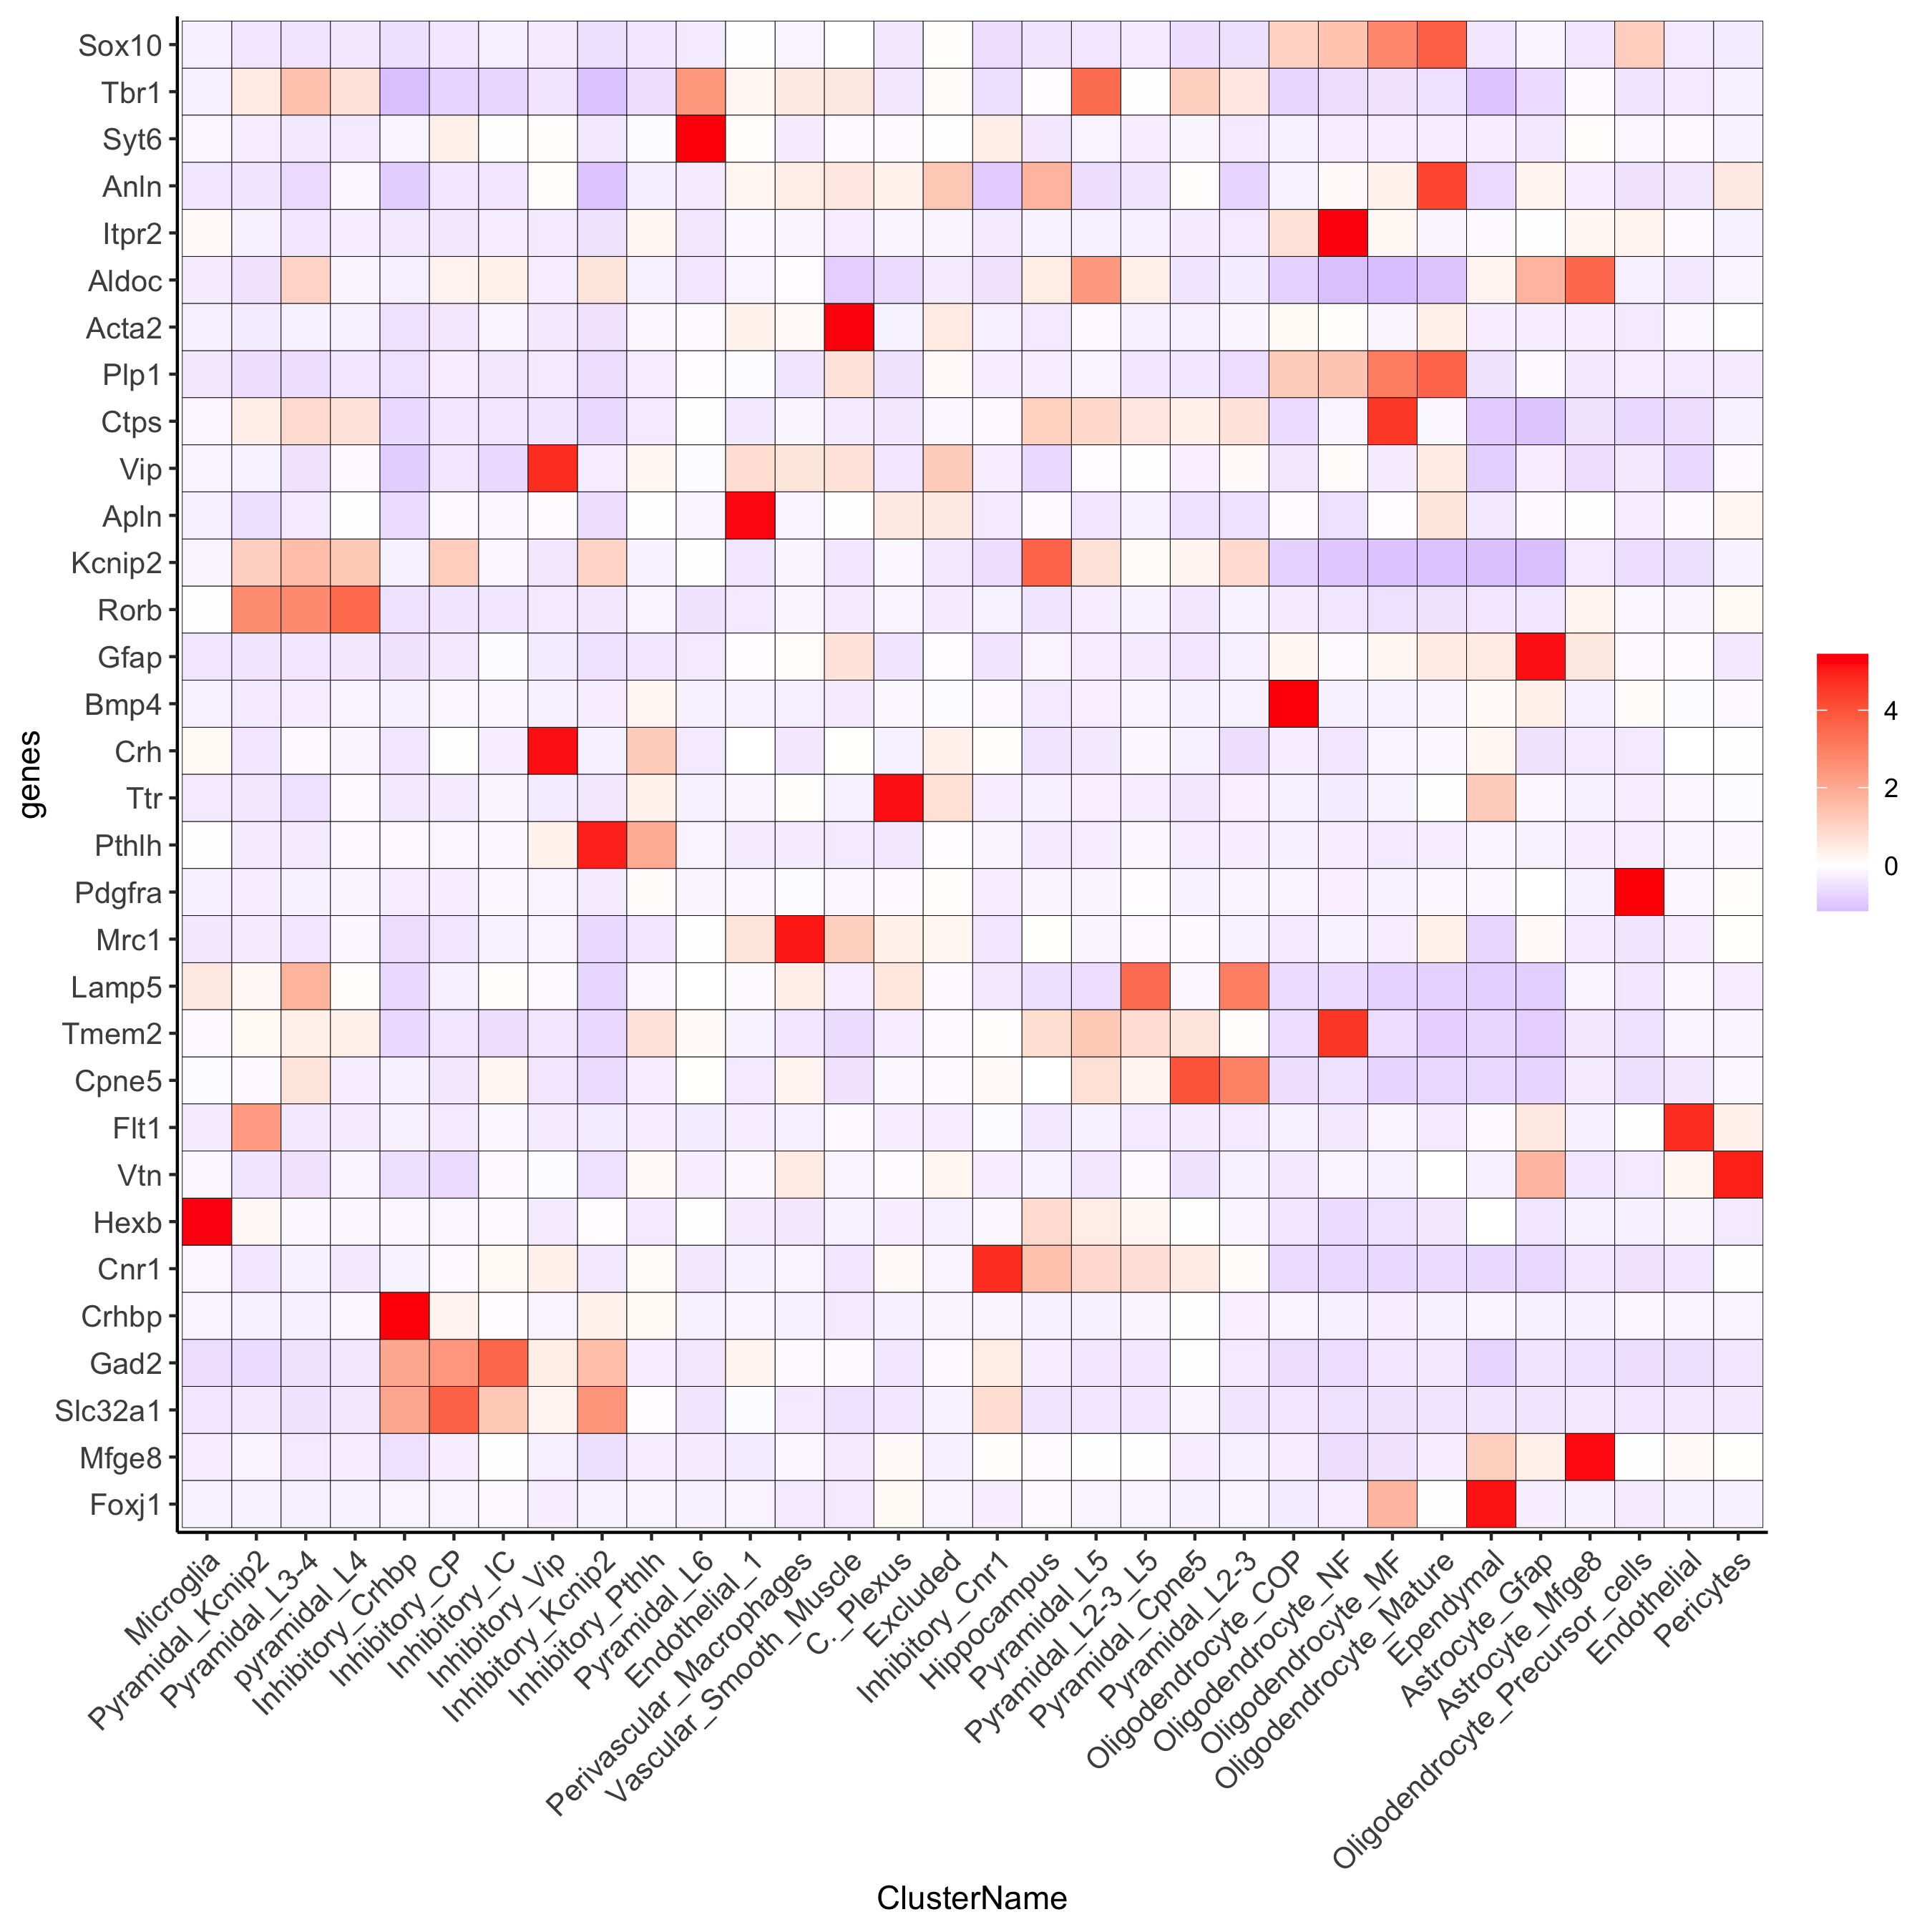 genes
Sox10
Tbr1
Syt6
Anln
Itpr2
Aldoc
Acta2
Plp1
Ctps
Vip
Apln
Kcnip2
Rorb
Gfap
Bmp4
Crh
Ttr
Pthlh
Pdgfra
Mrc1
Lamp5
Tmem2
Cpne5
Flt1
Vtn
Hexb
Cnr1
Crhbp
Gad2
Slc32a1
Mfge8
Foxj1
Microglia
Pyramidal_Kcnip2
Pyramidal_L3-4
pyramidal_L4
Inhibitory_Crhbp
Inhibitory_CP
Inhibitory_IC
Inhibitory_Vip
Inhibitory_Kcnip2
Inhibitory_Pthlh
Pyramidal_L6
Endothelial_1
Perivascular_Macrophages
Vascular_Smooth_Muscle
C._Plexus
Excluded
Inhibitory_Cnr1
Hippocampus
Pyramidal_L5
Pyramidal_L2-3_L5
Pyramidal_Cpne5
Pyramidal_L2-3
Oligodendrocyte_COP
Oligodendrocyte_NF
Oligodendrocyte_MF
Oligodendrocyte_Mature
Ependymal
Astrocyte_Gfap
Astrocyte_Mfge8
Oligodendrocyte_Precursor_cells
Endothelial
Pericytes
ClusterName
4
2
0